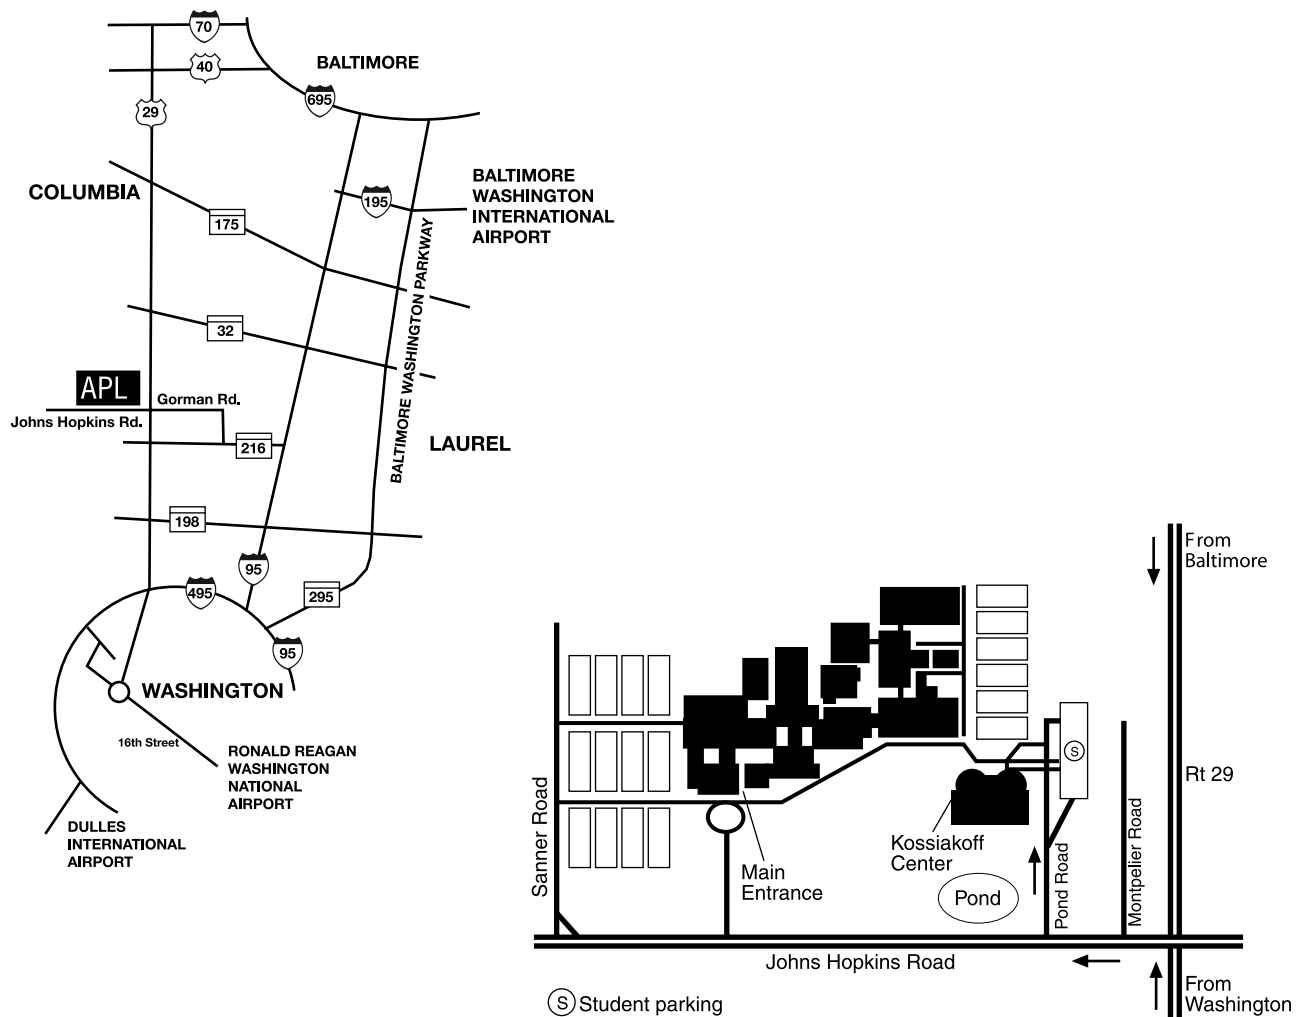 70
40
BALTIMORE
695
29
COLUMBIA
175
195
BALTIMORE
WASHINGTON
INTERNATIONAL
AIRPORT
BALTIMORE WASHINGTON PARKWAY
32
APL
Gorman Rd.
Johns Hopkins Rd.
216
LAUREL
198
95
495
295
95
WASHINGTON
16th Street
RONALD REAGAN
WASHINGTON
NATIONAL
AIRPORT
DULLES
INTERNATIONAL
AIRPORT
From
Baltimore
S
Rt 29
Sanner Road
Main
Entrance
Kossiakoff
Center
Pond
Pond Road
Montpelier Road
Johns Hopkins Road
From
Washington
S Student parking